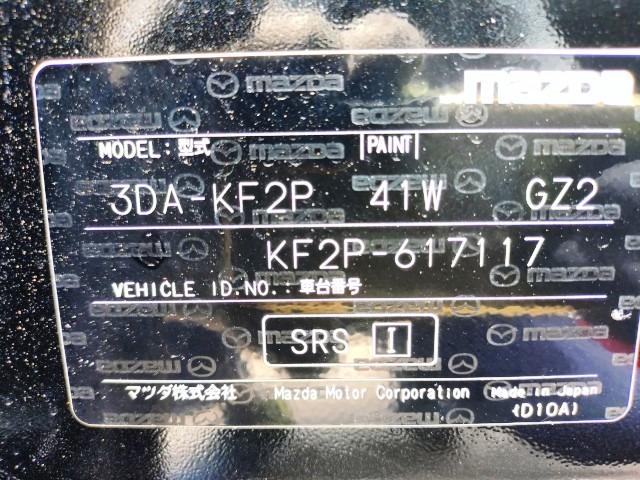 mazda mazda
MODEL:型式 PAINT
3DA-KF2P 41W GZ2
KF2P-617117
VEHICLE ID.NO.:車台番号
SRS I
マツダ株式会社 Mazda Motor Corporation Made in Japan
(D10A)